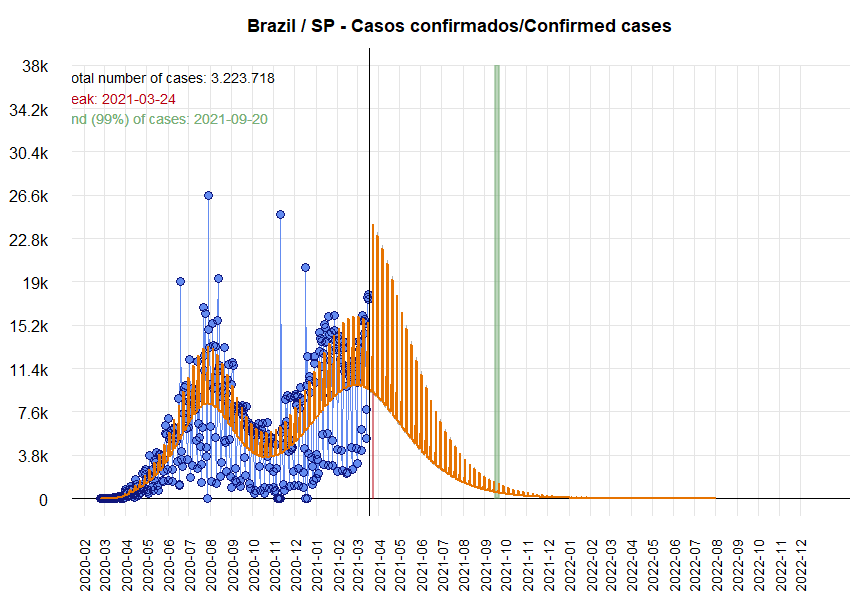 Brazil / SP - Casos confirmados/Confirmed cases
38k
otal number of cases: 3.223.718
eak: 2021-03-24
34.2k
nd (99%) of cases: 2021-09-20
30.4k
26.6k
22.8k
19k
15.2k
11.4k
7.6k
3.8k
0
2020-02
2020-03
2020-04
2020-05
2020-06
2020-07
2020-08
2020-09
2020-10
2020-11
2020-12
2021-01
2021-02
2021-03
2021-04
2021-05
2021-06
2021-07
2021-08
2021-09
2021-10
2021-11
2021-12
2022-01
2022-02
2022-03
2022-04
2022-05
2022-06
2022-07
2022-08
2022-09
2022-10
2022-11
2022-12